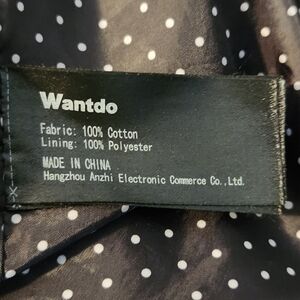 Wantdo
Fabric: 100% Cotton
Lining: 100% Polyester
MADE IN CHINA
Hangzhou Anzhi Electronic Commerce Co., Ltd.